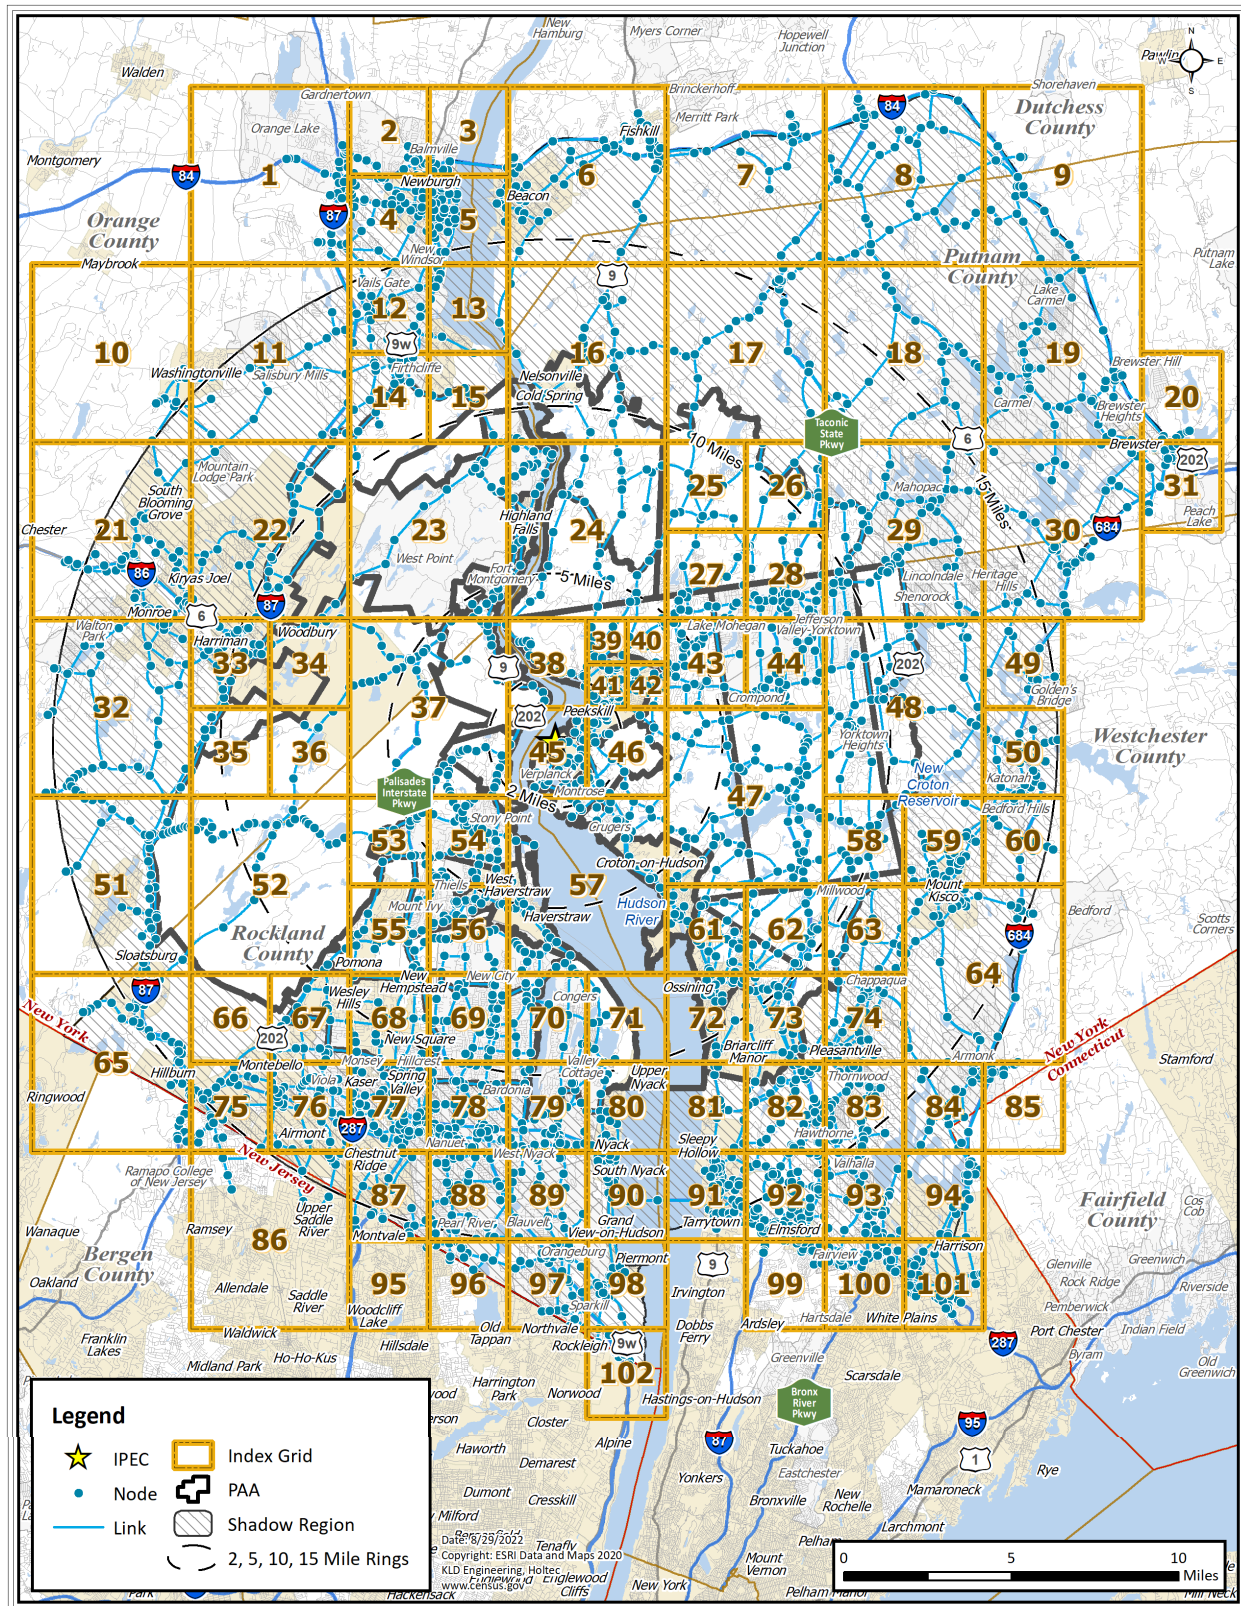 New
Hamburg
Myers Corner
Hopewell
Junction
Walden
N
W
E
S
Gardnertown
Brinckerhoff
Shorehaven
Dutchess
County
Merritt Park
Orange Lake
2
3
Balmville
Fishkill
84
Montgomery
84
1
Newburgh
Beacon
6
7
8
9
87
4
5
Orange
County
New
Windsor
Putnam
County
Putnam
Lake
Maybrook
Vails Gate
9
Lake
Carmel
12
13
9w
10
11
Washingtonville
Salisbury Mills
Firthcliffe
16
17
18
19
Brewster Hill
Nelsonville
Cold Spring
14
15
20
Carmel
Brewster
Heights
Taconic
State
Pkwy
6
10 Miles
Brewster
202
Mountain
Lodge Park
South
Blooming
Grove
25
26
Mahopac
15 Miles
31
Peach
Lake
Chester
21
22
23
Highland
Falls
24
29
30
684
West Point
86
Kiryas Joel
Fort
Montgomery
5 Miles
27
28
Lincolndale
Heritage
Hills
Shenorock
87
Monroe
6
Walton
Park
Harriman
Woodbury
Lake Mohegan
Jefferson
Valley-Yorktown
39
40
33
34
9
38
43
44
202
49
41
42
Golden's
Bridge
32
37
Crompond
48
202
Peekskill
Westchester
County
35
36
45
46
Yorktown
Heights
50
Verplanck
New
Croton
Reservoir
Katonah
Palisades
Interstate
Pkwy
Montrose
2 Miles
47
Bedford Hills
Stony Point
Crugers
53
54
58
59
60
Croton-on-Hudson
51
52
Thiells
West
Haverstraw
57
Millwood
Mount
Kisco
Mount Ivy
Hudson
River
Haverstraw
Bedford
Scotts
Corners
55
56
61
62
63
Rockland
County
684
Sloatsburg
Pomona
New
Hempstead
New City
64
Chappaqua
87
Wesley
Hills
Congers
Ossining
New York
66
67
68
69
70
71
72
73
74
202
New Square
New York
Connecticut
Briarcliff
Manor
Pleasantville
65
Montebello
Monsey
Hillcrest
Valley
Cottage
Armonk
Stamford
Hillburn
Viola
Kaser
Spring
Valley
Bardonia
Upper
Nyack
Thornwood
Ringwood
75
76
77
78
79
80
81
82
83
84
85
Airmont
287
Nanuet
Nyack
Sleepy
Hollow
Hawthorne
New Jersey
Chestnut
Ridge
West Nyack
Ramapo College
of New Jersey
South Nyack
Valhalla
87
88
89
90
91
92
93
94
Fairfield
County
Cos
Cob
Upper
Saddle
River
Pearl River
Blauvelt
Grand
View-on-Hudson
Tarrytown
Elmsford
Wanaque
Ramsey
86
Montvale
Orangeburg
Harrison
Bergen
County
Piermont
9
Fairview
Glenville
Greenwich
Oakland
Allendale
95
96
97
98
99
100
101
Rock Ridge
Riverside
Saddle
River
Irvington
Sparkill
Pemberwick
Woodcliff
Lake
Hartsdale
White Plains
Old
Tappan
Northvale
Dobbs
Ferry
Ardsley
Port Chester
Indian Field
Waldwick
Franklin
Lakes
Hillsdale
Rockleigh
9w
287
Byram
Midland Park
Ho-Ho-Kus
Greenville
Old
Greenwich
102
Scarsdale
Harrington
Park
Norwood
Hastings-on-Hudson
Bronx
River
Pkwy
Legend
Closter
95
IPEC
Index Grid
Haworth
Alpine
87
Tuckahoe
1
Demarest
Rye
Node
PAA
Yonkers
Eastchester
Dumont
Cresskill
Bronxville
New
Rochelle
Mamaroneck
Link
Shadow Region
Milford
Larchmont
Date: 8/29/2022
Tenafly
Pelham
2, 5, 10, 15 Mile Rings
Copyright: ESRI Data and Maps 2020
KLD Engineering, Holtec
www.census.gov
Englewood
Cliffs
Hackensack
New York
Mount
Vernon
Pelham Manor
0
5
10
Miles
Park